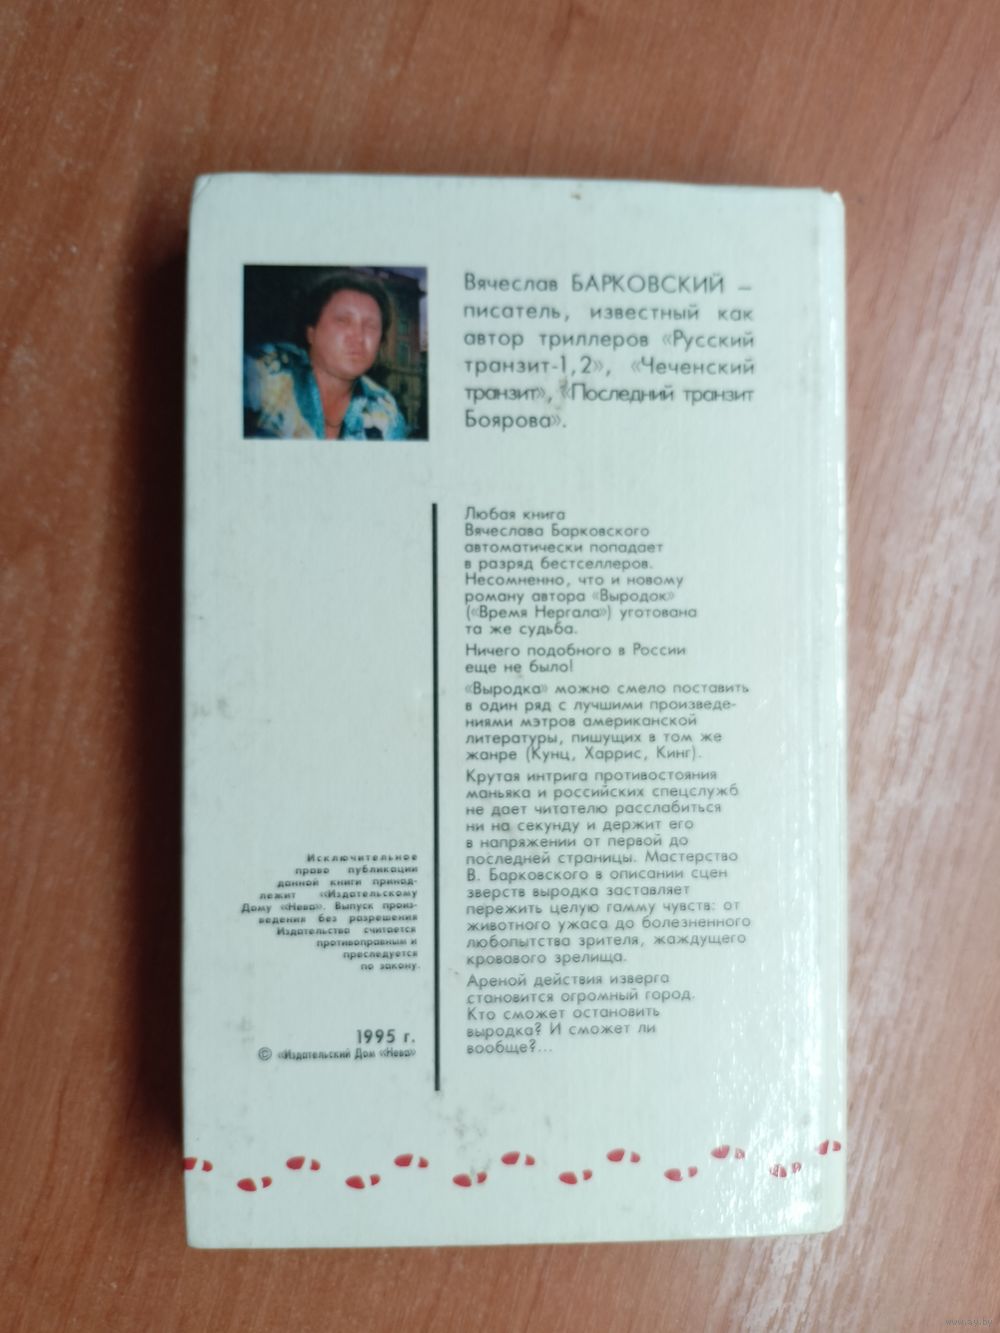 Вячеслав БАРКОВСКИЙ –
писатель, известный как
автор триллеров «Русский
транзит-1,2», «Чеченский
транзит», «Последний транзит
Боярова».
Любая книга
Вячеслава Барковского
автоматически попадает
в разряд бестселлеров.
Несомненно, что и новому
роману автора «Выродок»
(«Время Нергала») уготована
та же судьба.
Ничего подобного в России
еще не было!
«Выродка» можно смело поставить
в один ряд с лучшими произведе-
ниями мэтров американской
литературы, пишущих в том же
жанре (Кунц, Харрис, Кинг).
Крутая интрига противостояния
маньяка и российских спецслужб
не дает читателю расслабиться
ни на секунду и держит его
в напряжении от первой до
последней страницы. Мастерство
В. Барковского в описании сцен
зверств выродка заставляет
пережить целую гамму чувств: от
животного ужаса до болезненного
любопытства зрителя, жаждущего
кровавого зрелища.
Ареной действия изверга
становится огромный город.
Кто сможет остановить
выродка? И сможет ли
вообще?...
Исключительное
право публикации
данной книги принад-
лежит «Издательскому
Дому «Нева». Выпуск произ-
ведения без разрешения
Издательства считается
противоправным и
преследуется
по закону.
1995 г.
© «Издательский Дом «Нева»
www.ay.by